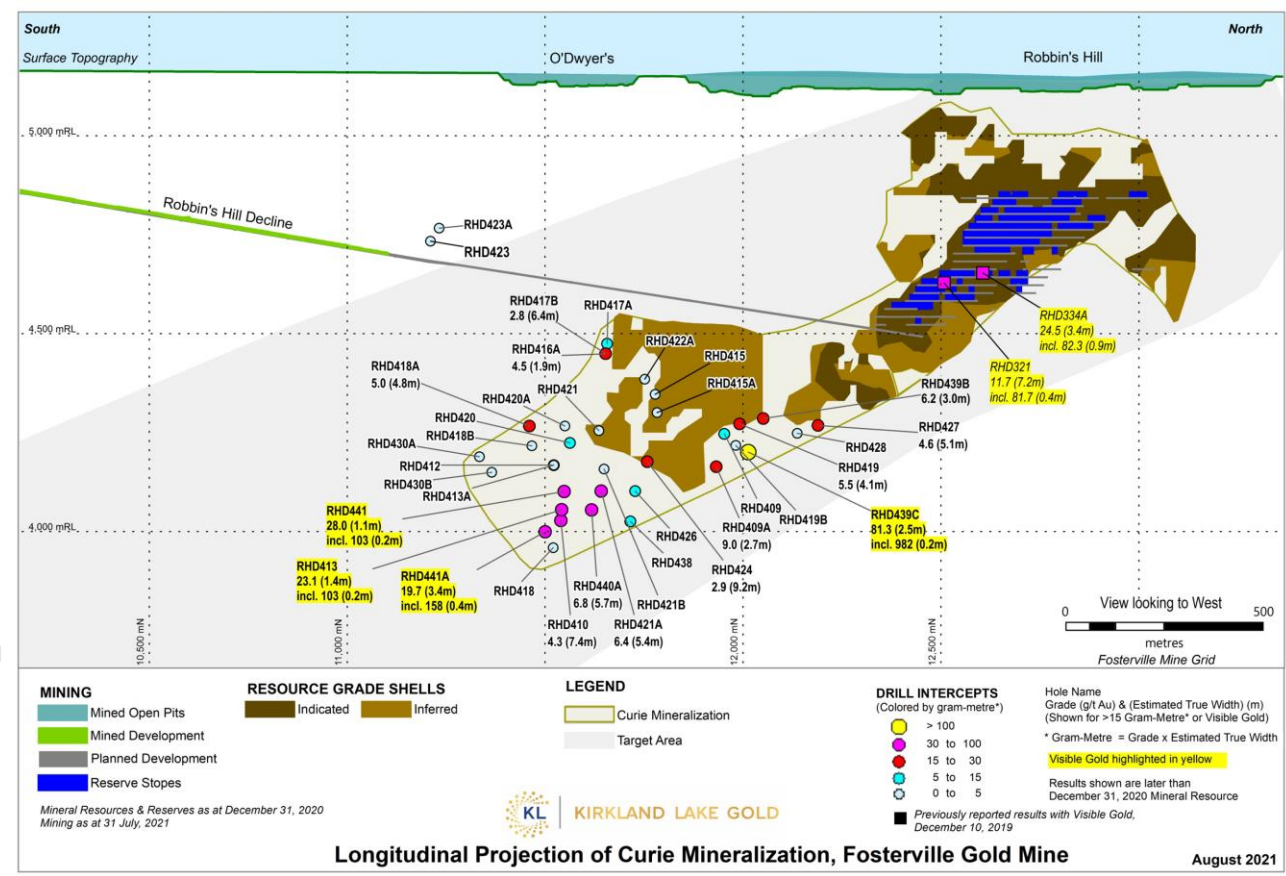 South
North
Surface Topography
O'Dwyer's
Robbin's Hill
5,000 mRL
Robbin's Hill Decline
RHD423A
RHD423
RHD417B
2.8 (6.4m)
RHD417A
RHD334A
24.5 (3.4m)
incl. 82.3 (0.9m)
4,500 mRL
RHD416A
4.5 (1.9m)
RHD422A
RHD415
RHD418A
5.0 (4.8m)
RHD321
11.7 (7.2m)
incl. 81.7 (0.4m)
RHD421
RHD415A
RHD439B
6.2 (3.0m)
RHD420A
RHD420
RHD418B
RHD430A
RHD427
4.6 (5.1m)
RHD428
RHD412
RHD430B
RHD413A
RHD419
5.5 (4.1m)
RHD409
RHD419B
RHD409A
9.0 (2.7m)
RHD441
28.0 (1.1m)
incl. 103 (0.2m)
RHD439C
81.3 (2.5m)
incl. 982 (0.2m)
4,000 mRL
RHD426
RHD438
RHD413
23.1 (1.4m)
incl. 103 (0.2m)
RHD441A
19.7 (3.4m)
incl. 158 (0.4m)
RHD418
RHD440A
6.8 (5.7m)
RHD424
2.9 (9.2m)
RHD421B
RHD410
4.3 (7.4m)
RHD421A
6.4 (5.4m)
10,500 mN
11,000 mN
12,000 mN
12,500 mN
View looking to West
0
500
metres
Fosterville Mine Grid
MINING
Mined Open Pits
Mined Development
Planned Development
Reserve Stopes
Mineral Resources & Reserves as at December 31, 2020
Mining as at 31 July, 2021
RESOURCE GRADE SHELLS
Indicated
Inferred
LEGEND
Curie Mineralization
Target Area
KL
KIRKLAND LAKE GOLD
DRILL INTERCEPTS
(Colored by gram-metre*)
> 100
30 to 100
15 to 30
5 to 15
0 to 5
Previously reported results with Visible Gold,
December 10, 2019
Hole Name
Grade (g/t Au) & (Estimated True Width) (m)
(Shown for >15 Gram-Metre* or Visible Gold)
* Gram-Metre = Grade x Estimated True Width
Visible Gold highlighted in yellow
Results shown are later than
December 31, 2020 Mineral Resource
Longitudinal Projection of Curie Mineralization, Fosterville Gold Mine
August 2021